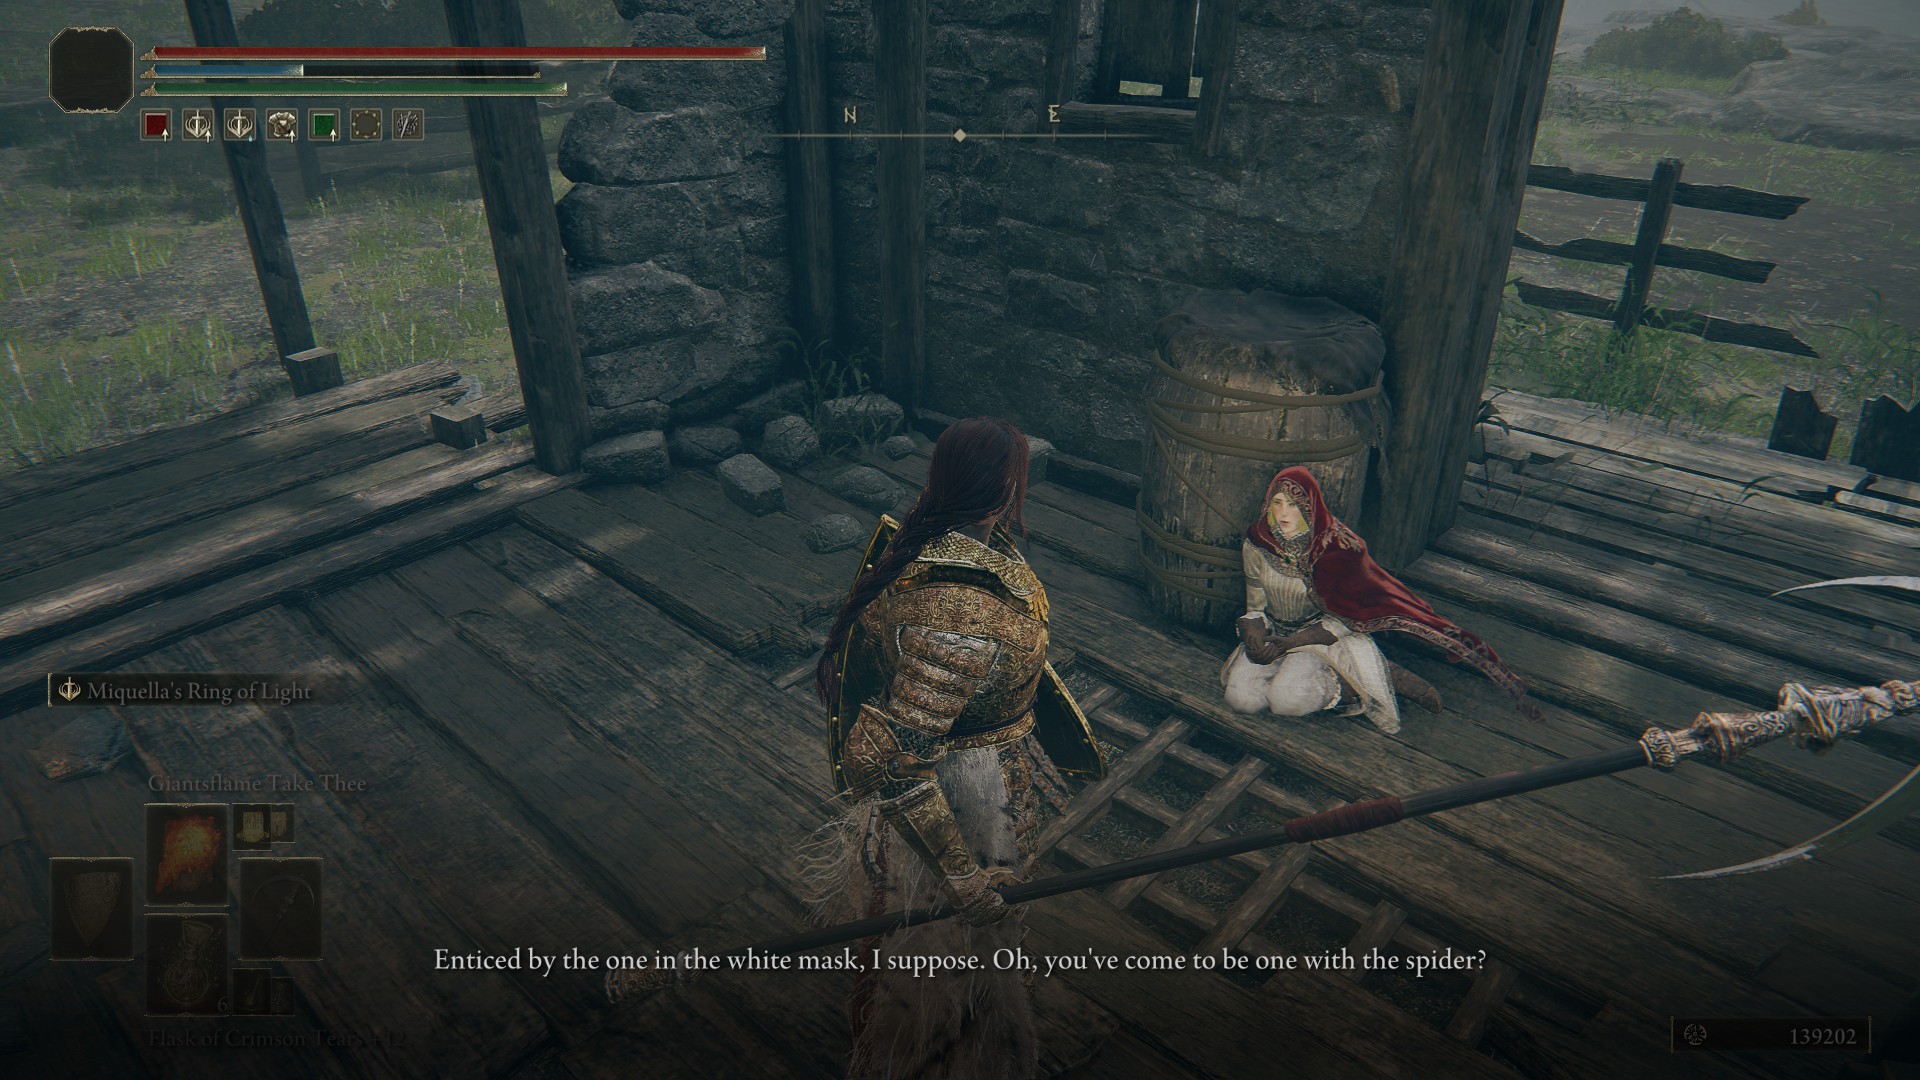 N
E
Miquella's Ring of Light
Giantsflame Take Thee
6
Flask of Crimson Tears +12
Enticed by the one in the white mask, I suppose. Oh, you've come to be one with the spider?
139202